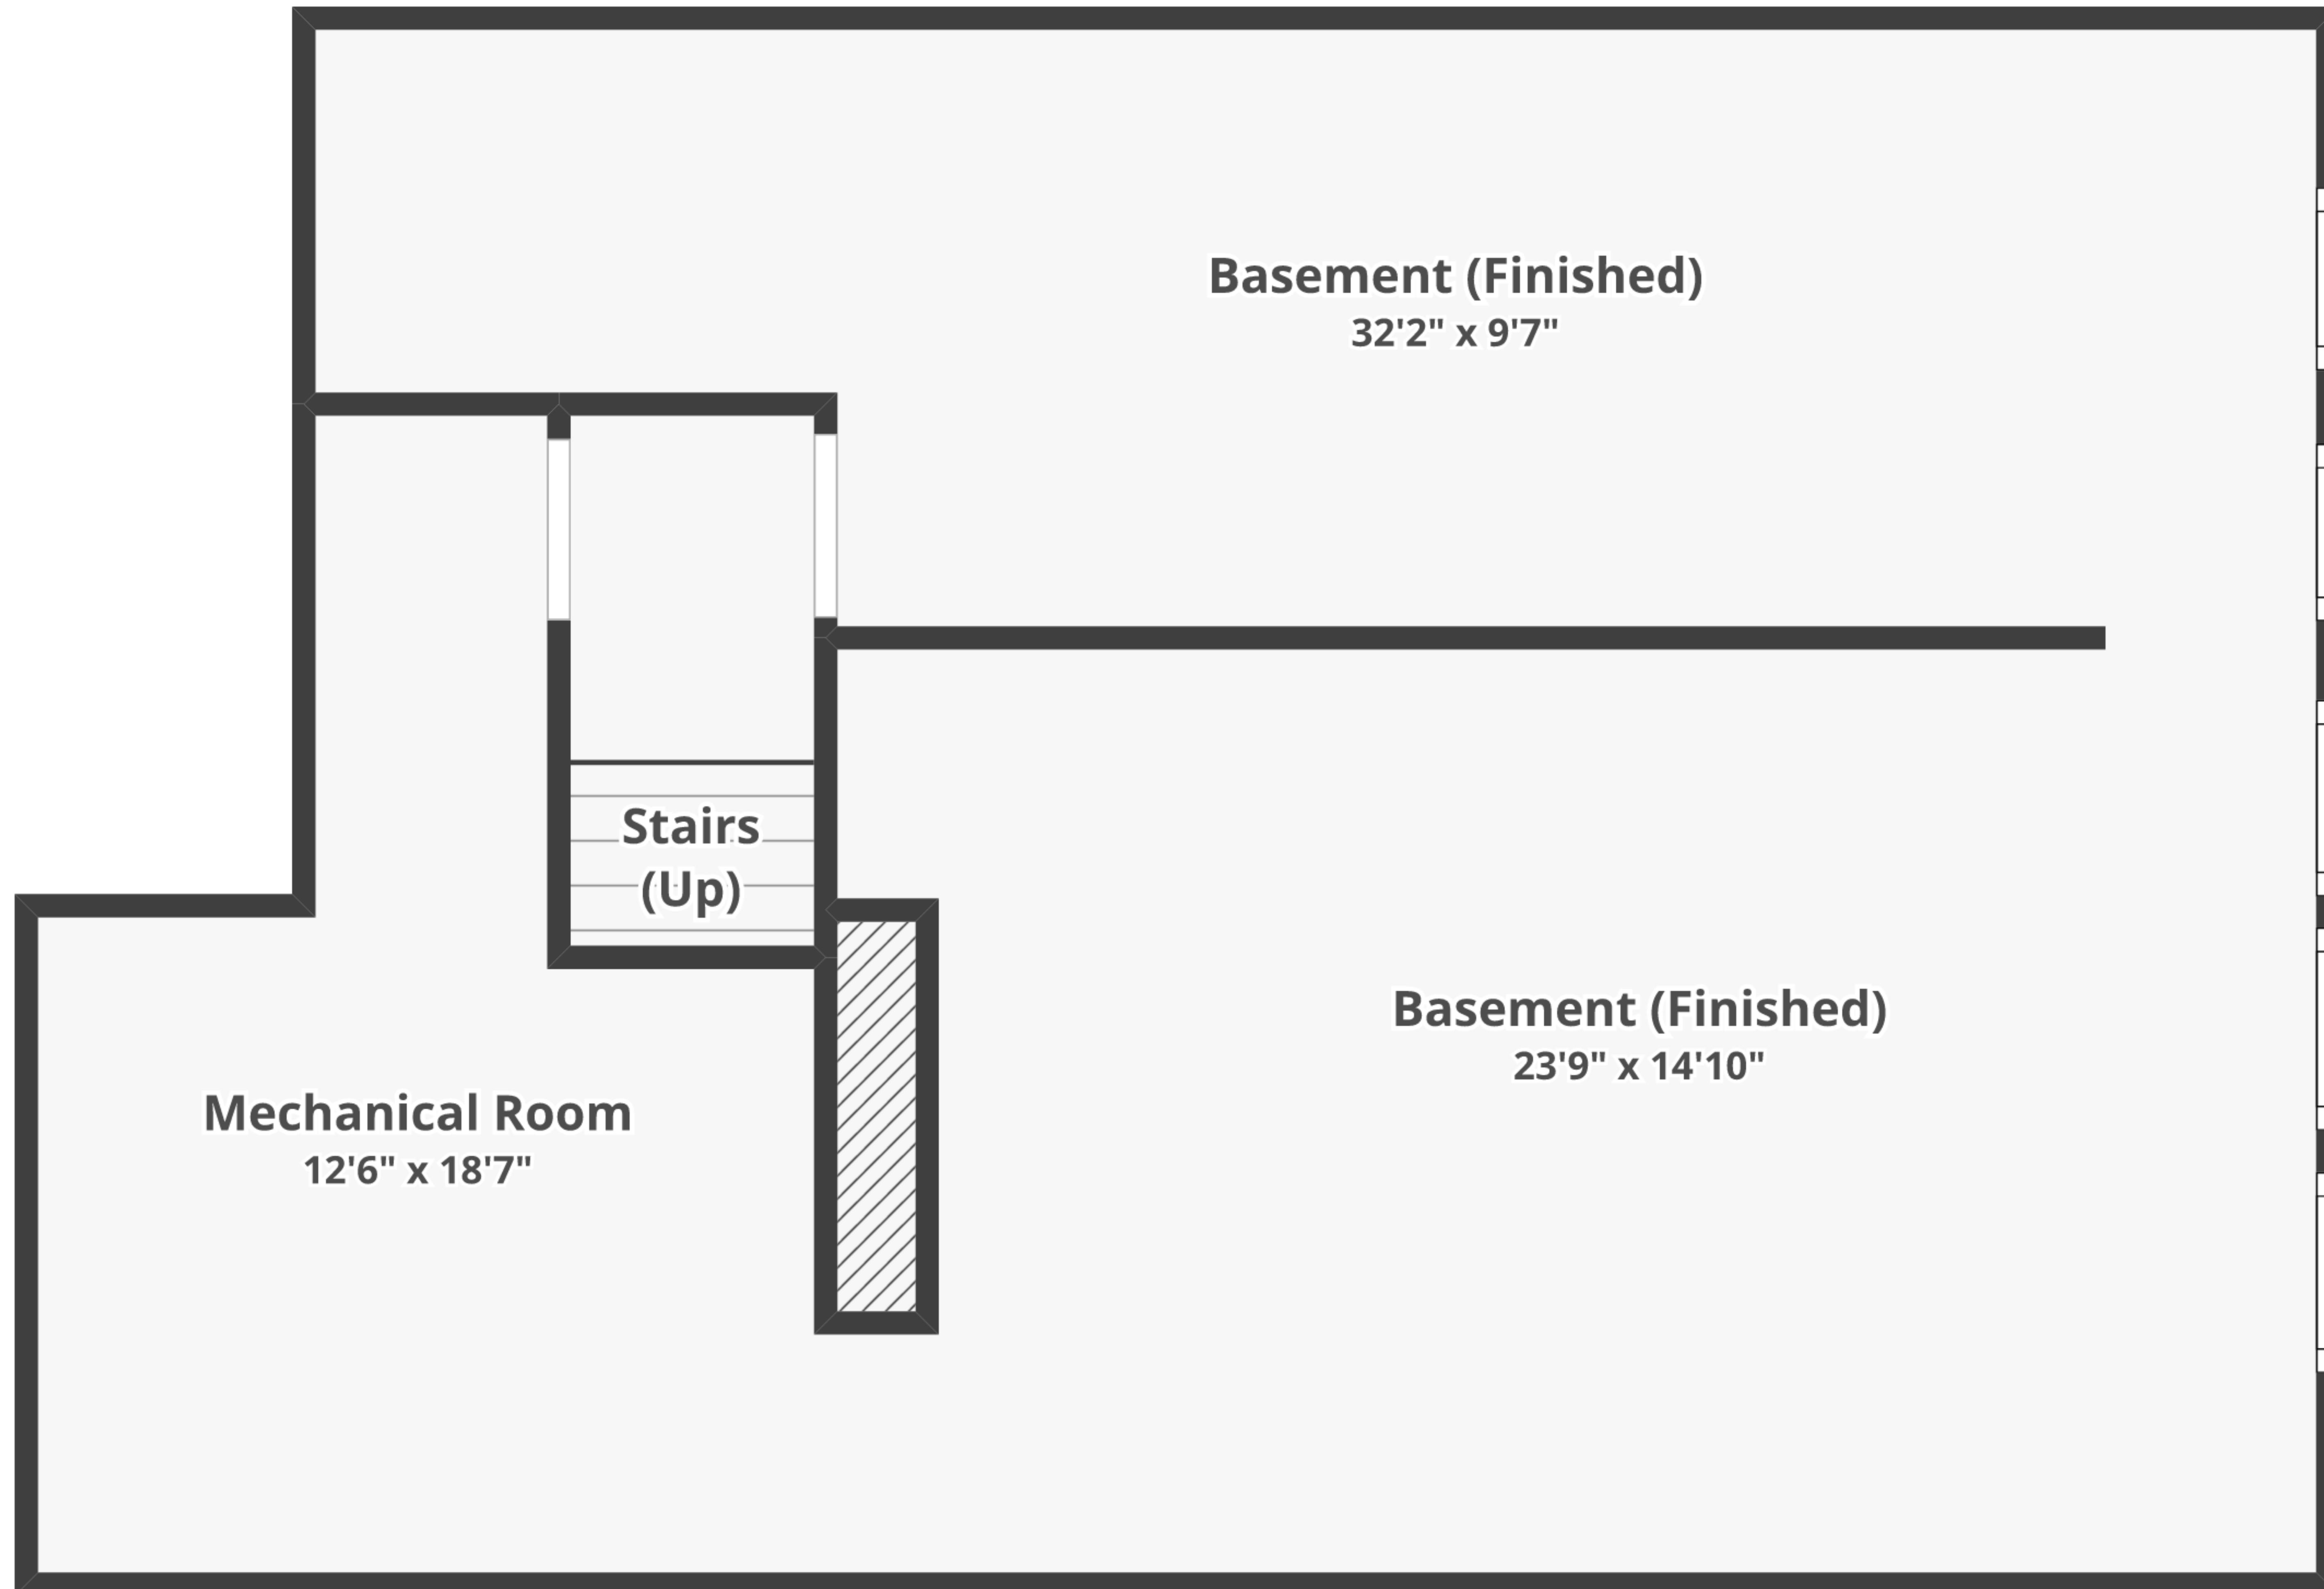 Basement (Finished)
32'2" x 9'7"
Stairs
(Up)
Basement (Finished)
23'9" x 14'10"
Mechanical Room
12'6" x 18'7"